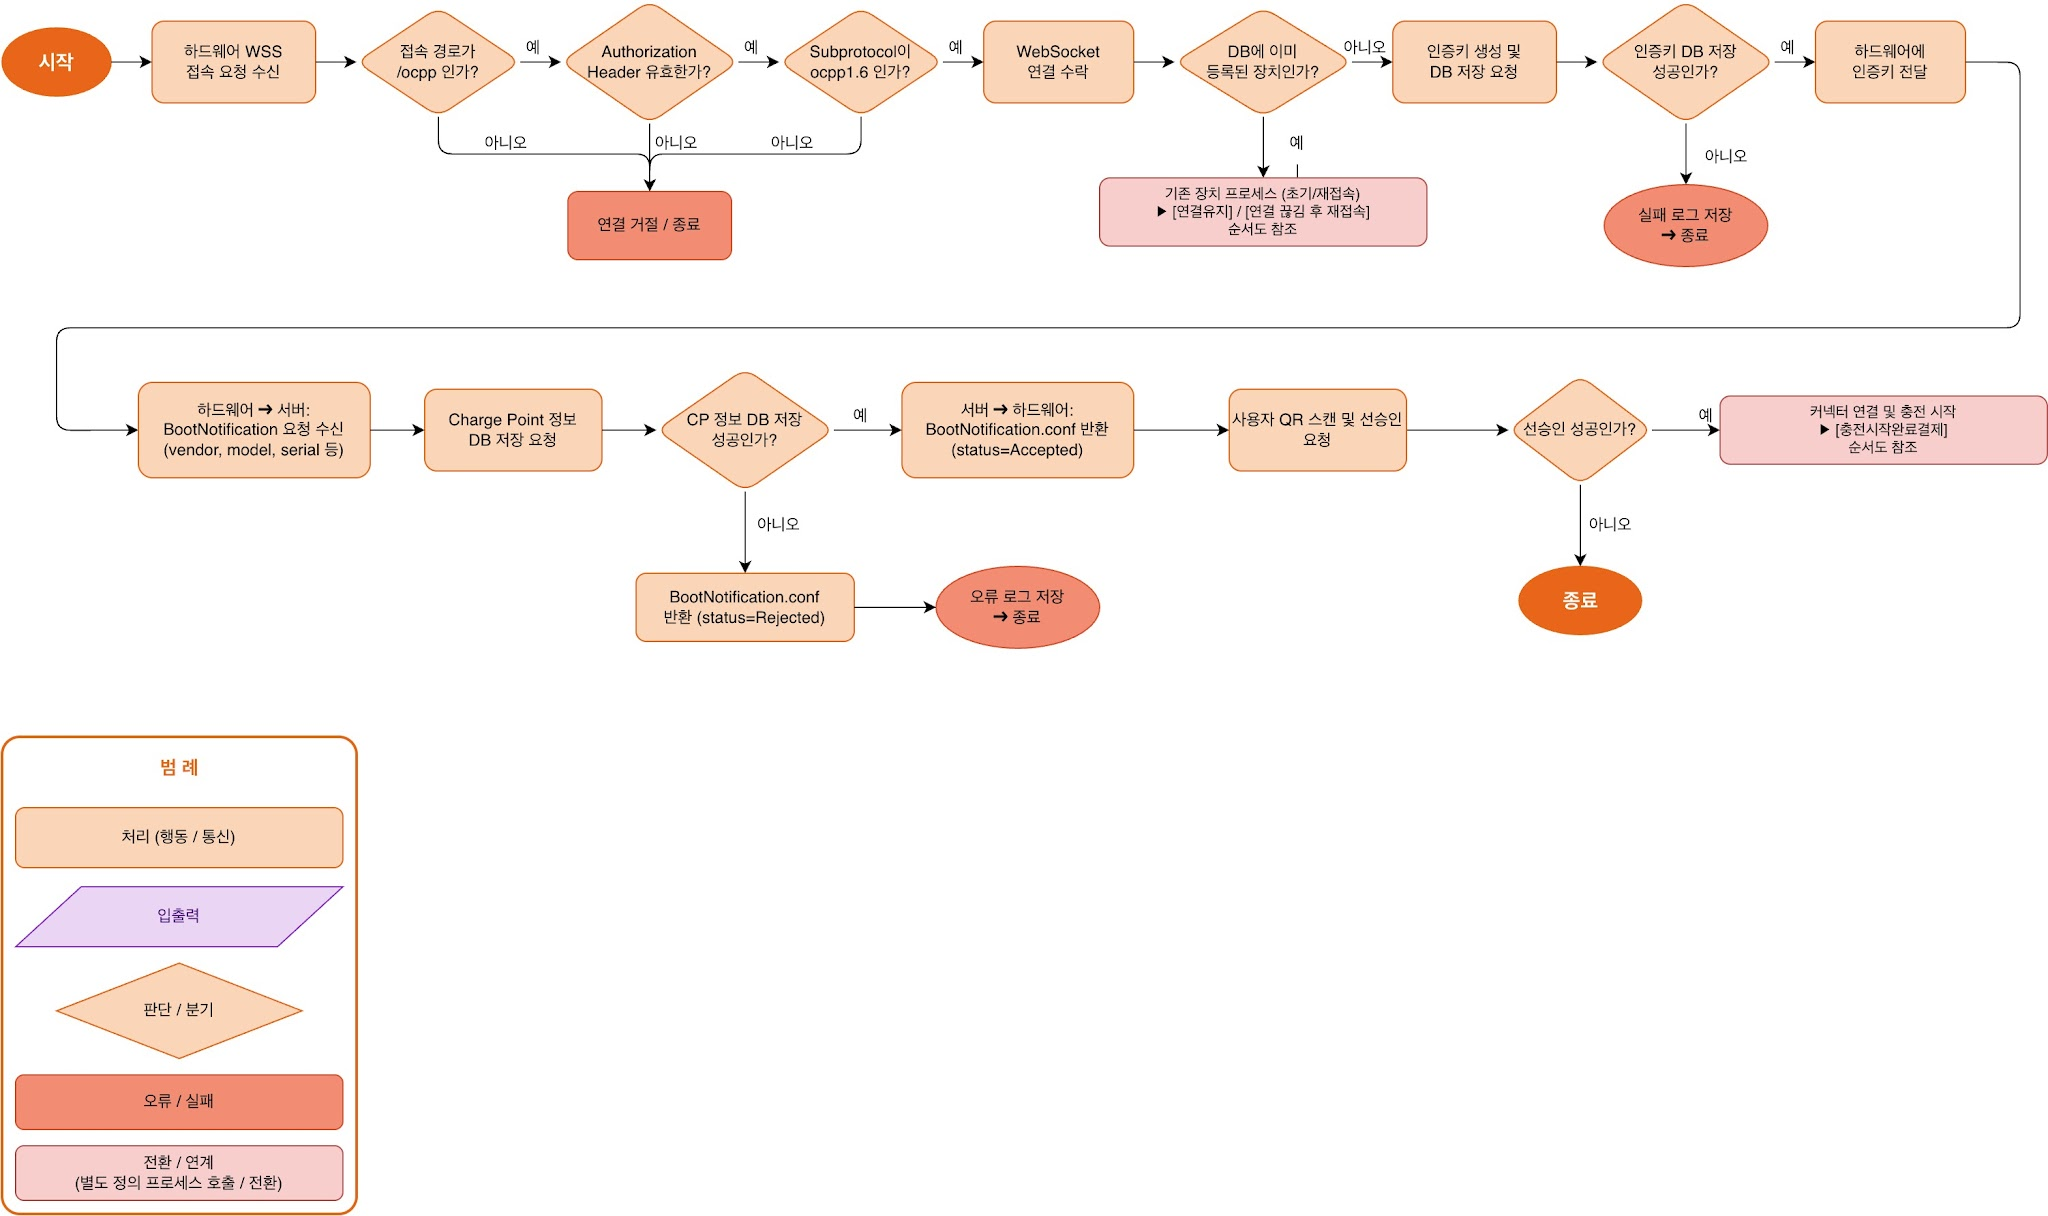 시작
하드웨어 WSS
접속 요청 수신
접속 경로가
/ocpp 인가?
예
Authorization
Header 유효한가?
예
Subprotocol이
ocpp1.6 인가?
예
WebSocket
연결 수락
DB에 이미
등록된 장치인가?
아니오
인증키 생성 및
DB 저장 요청
인증키 DB 저장
성공인가?
예
하드웨어에
인증키 전달
아니오
아니오
아니오
예
아니오
연결 거절 / 종료
기존 장치 프로세스 (초기/재접속)
▶ [연결유지] / [연결 끊김 후 재접속]
순서도 참조
실패 로그 저장
➔ 종료
하드웨어 ➔ 서버:
BootNotification 요청 수신
(vendor, model, serial 등)
Charge Point 정보
DB 저장 요청
CP 정보 DB 저장
성공인가?
예
서버 ➔ 하드웨어:
BootNotification.conf 반환
(status=Accepted)
사용자 QR 스캔 및 선승인
요청
선승인 성공인가?
예
커넥터 연결 및 충전 시작
▶ [충전시작완료결제]
순서도 참조
아니오
아니오
BootNotification.conf
반환 (status=Rejected)
오류 로그 저장
➔ 종료
종료
범 례
처리 (행동 / 통신)
입출력
판단 / 분기
오류 / 실패
전환 / 연계
(별도 정의 프로세스 호출 / 전환)